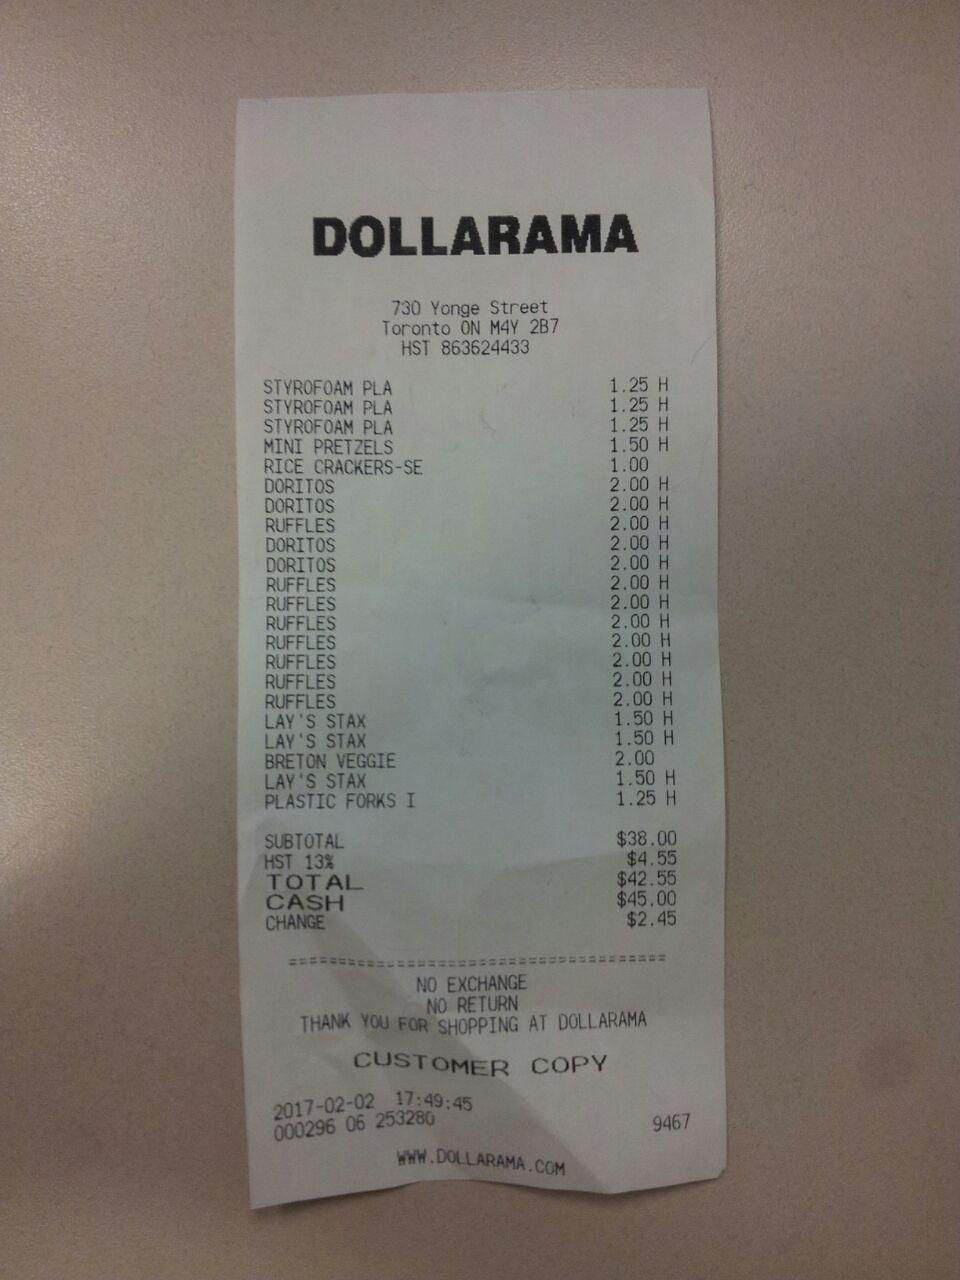 DOLLARAMA
730 Yonge Street
Toronto ON M4Y 2B7
HST 863624433
STYROFOAM PLA 1.25 H
STYROFOAM PLA 1.25 H
STYROFOAM PLA 1.25 H
MINI PRETZELS 1.50 H
RICE CRACKERS-SE 1.00
DORITOS 2.00 H
DORITOS 2.00 H
RUFFLES 2.00 H
DORITOS 2.00 H
DORITOS 2.00 H
RUFFLES 2.00 H
RUFFLES 2.00 H
RUFFLES 2.00 H
RUFFLES 2.00 H
RUFFLES 2.00 H
RUFFLES 2.00 H
RUFFLES 2.00 H
LAY'S STAX 1.50 H
LAY'S STAX 1.50 H
BRETON VEGGIE 2.00
LAY'S STAX 1.50 H
PLASTIC FORKS I 1.25 H
SUBTOTAL $38.00
HST 13% $4.55
TOTAL $42.55
CASH $45.00
CHANGE $2.45
======================================
NO EXCHANGE
NO RETURN
THANK YOU FOR SHOPPING AT DOLLARAMA
CUSTOMER COPY
2017-02-02 17:49:45
000296 06 253280 9467
WWW.DOLLARAMA.COM